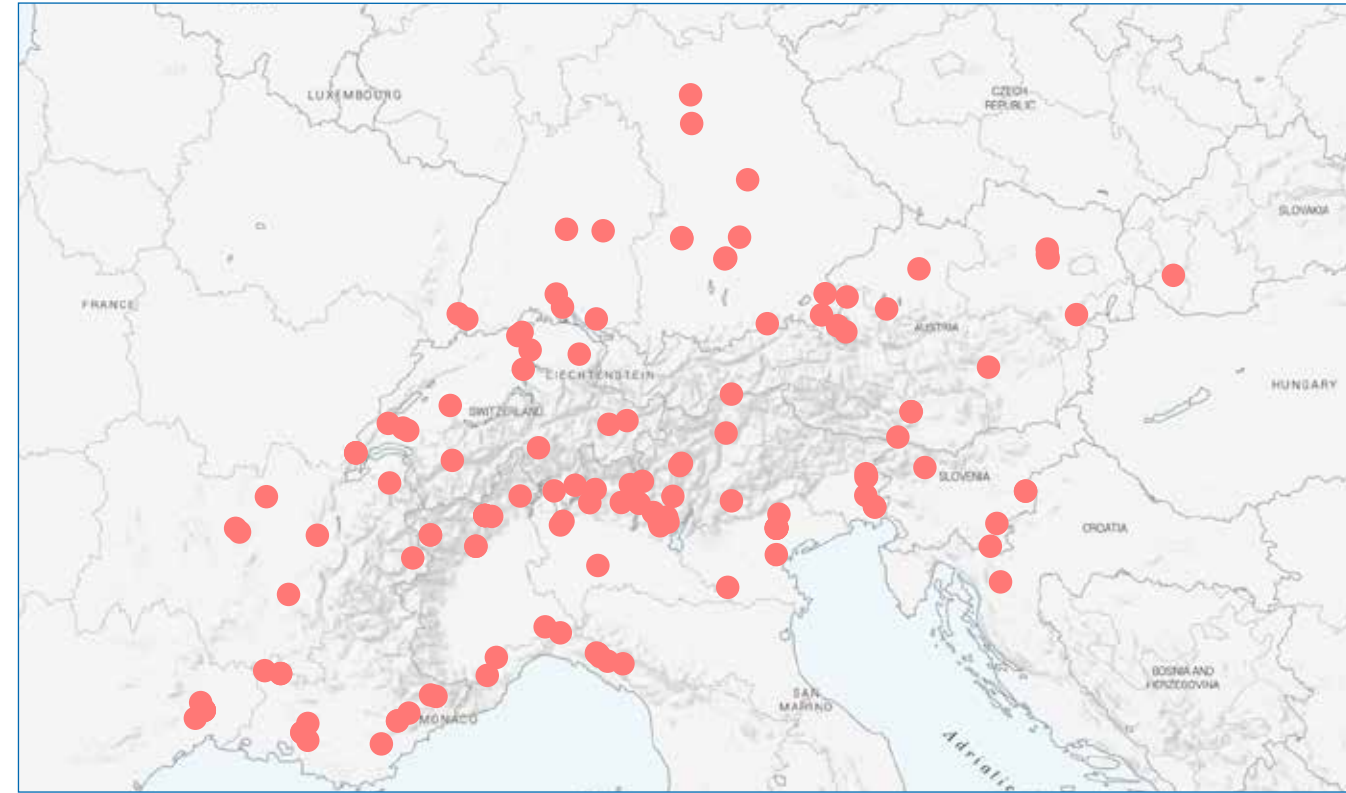 LUXEMBOURG
CZECH
REPUBLIC
SLOVAKIA
FRANCE
AUSTRIA
LIECHTENSTEIN
HUNGARY
SWITZERLAND
SLOVENIA
CROATIA
BOSNIA AND
HERZEGOVINA
SAN
MARINO
MONACO
Adriatic